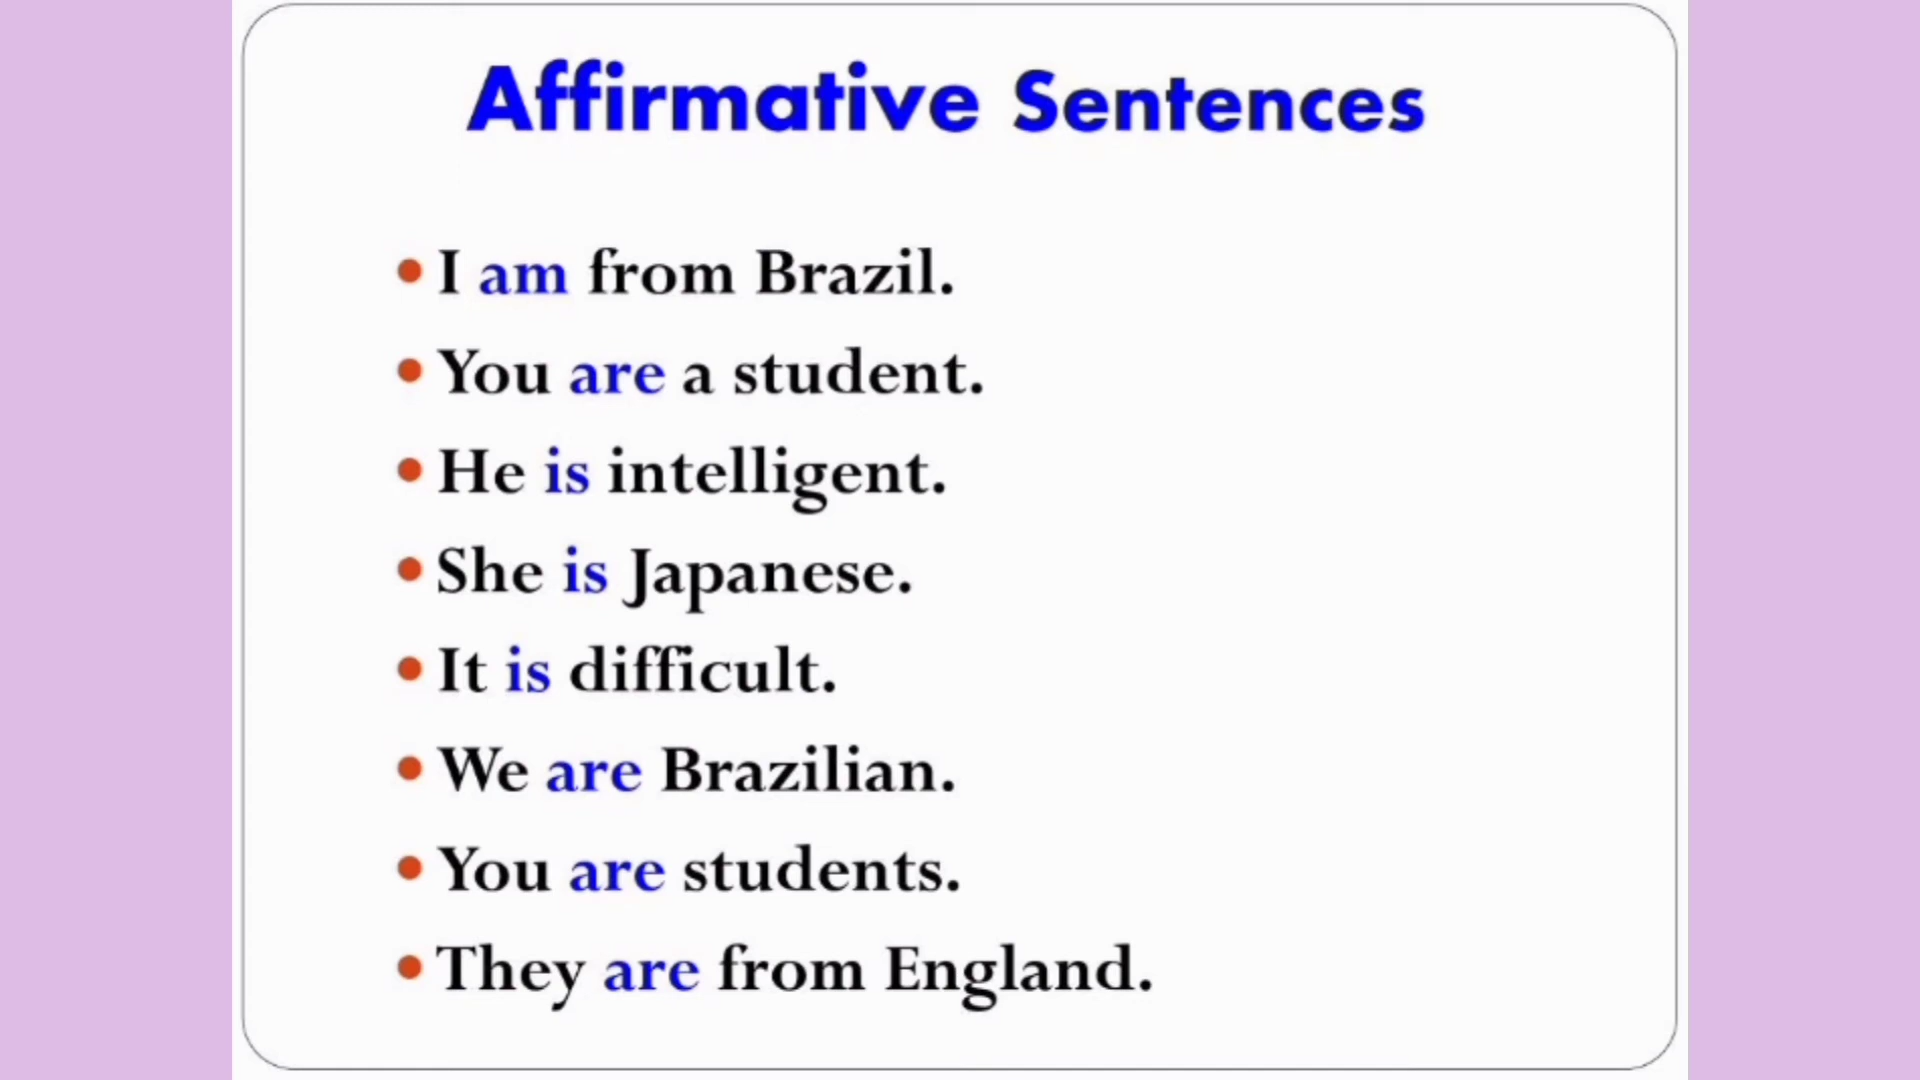 Affirmative Sentences
• I am from Brazil.
• You are a student.
• He is intelligent.
• She is Japanese.
• It is difficult.
• We are Brazilian.
• You are students.
• They are from England.